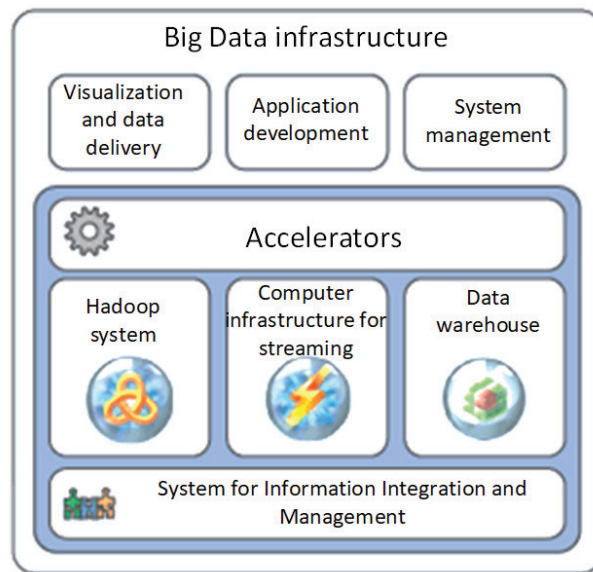 Big Data infrastructure
Visualization
and data
delivery
Application
development
System
management
Accelerators
Hadoop
system
Computer
infrastructure for
streaming
Data
warehouse
System for Information Integration and
Management